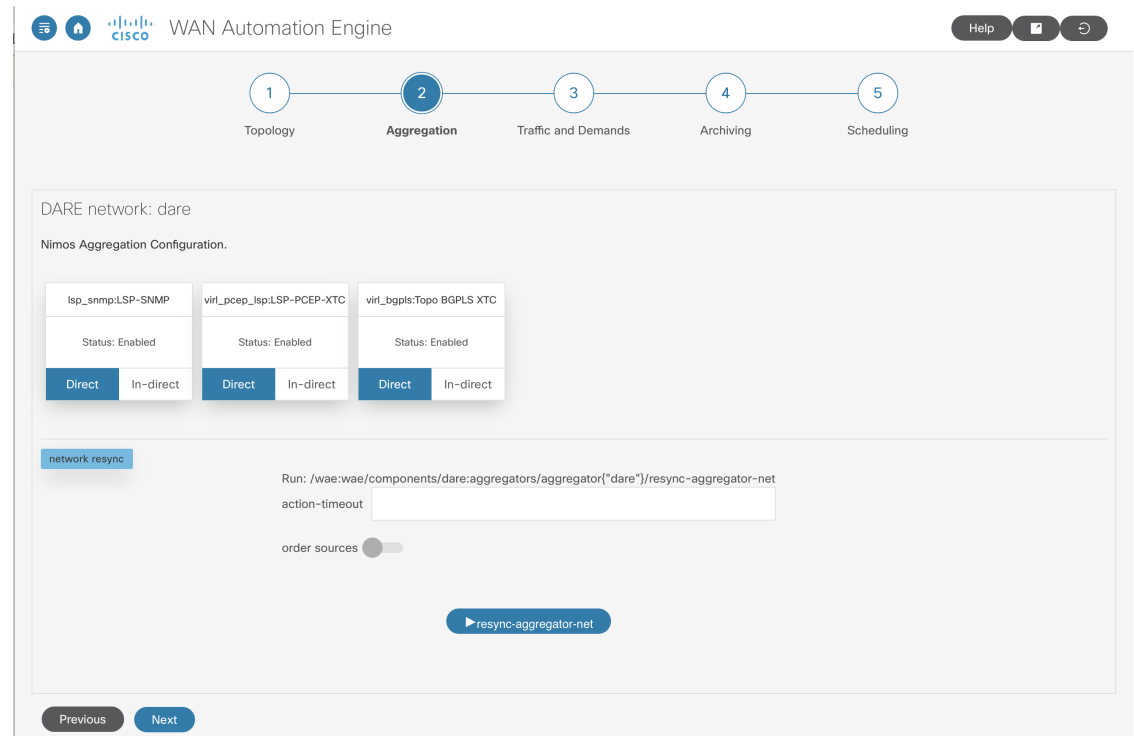 CISCO WAN Automation Engine Help
1 2 3 4 5
Topology Aggregation Traffic and Demands Archiving Scheduling
DARE network: dare
Nimos Aggregation Configuration.
lsp_snmp:LSP-SNMP virl_pcep_lsp:LSP-PCEP-XTC virl_bgpls:Topo BGPLS XTC
Status: Enabled Status: Enabled Status: Enabled
Direct In-direct Direct In-direct Direct In-direct
network resync
Run: /wae:wae/components/dare:aggregators/aggregator{"dare"}/resync-aggregator-net
action-timeout
order sources
resync-aggregator-net
Previous Next